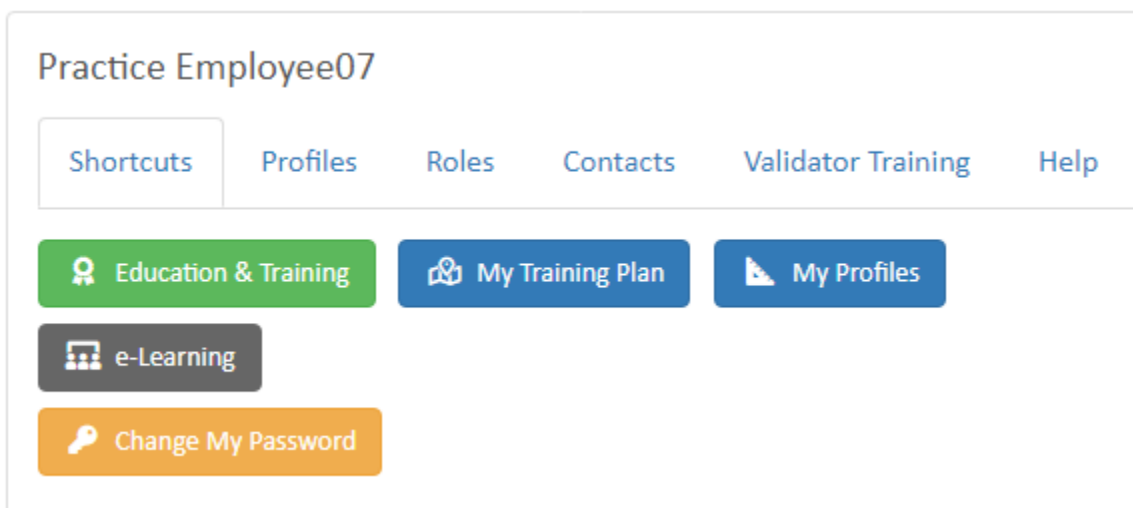 Practice Employee07
Shortcuts Profiles Roles Contacts Validator Training Help
Education & Training My Training Plan My Profiles
e-Learning
Change My Password